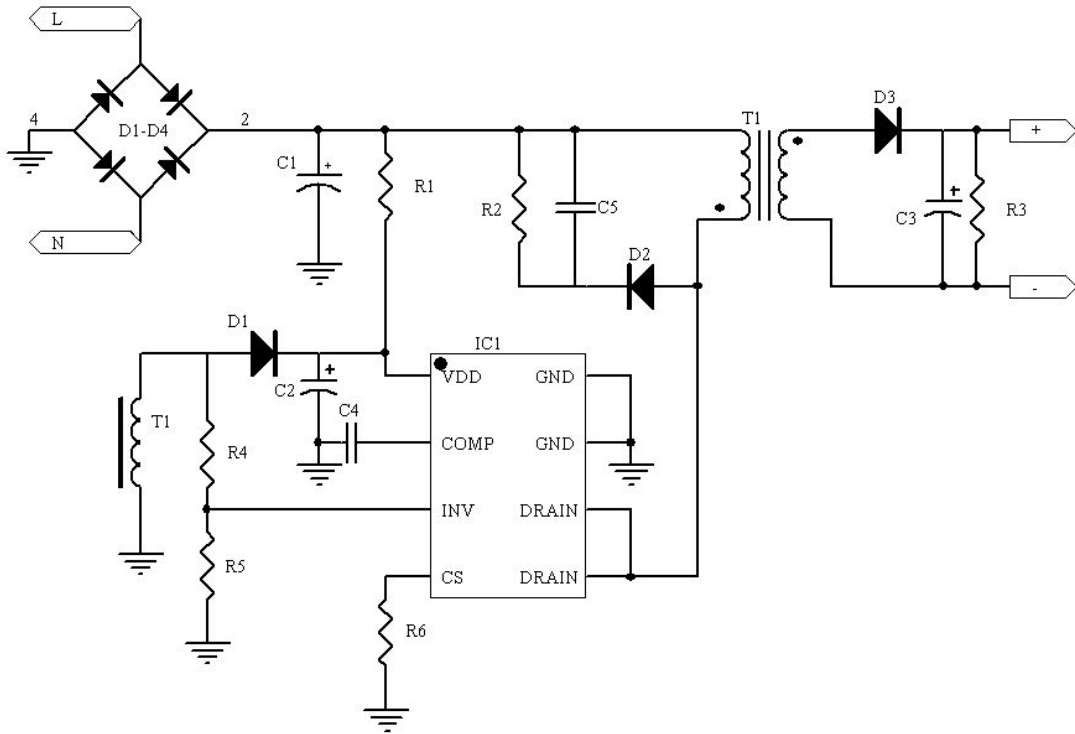 L
4
D1-D4
2
N
C1
+
R1
R2
C5
D2
T1
D3
C3
+
R3
+
-
D1
C2
+
C4
T1
R4
R5
R6
IC1
VDD GND
COMP GND
INV DRAIN
CS DRAIN